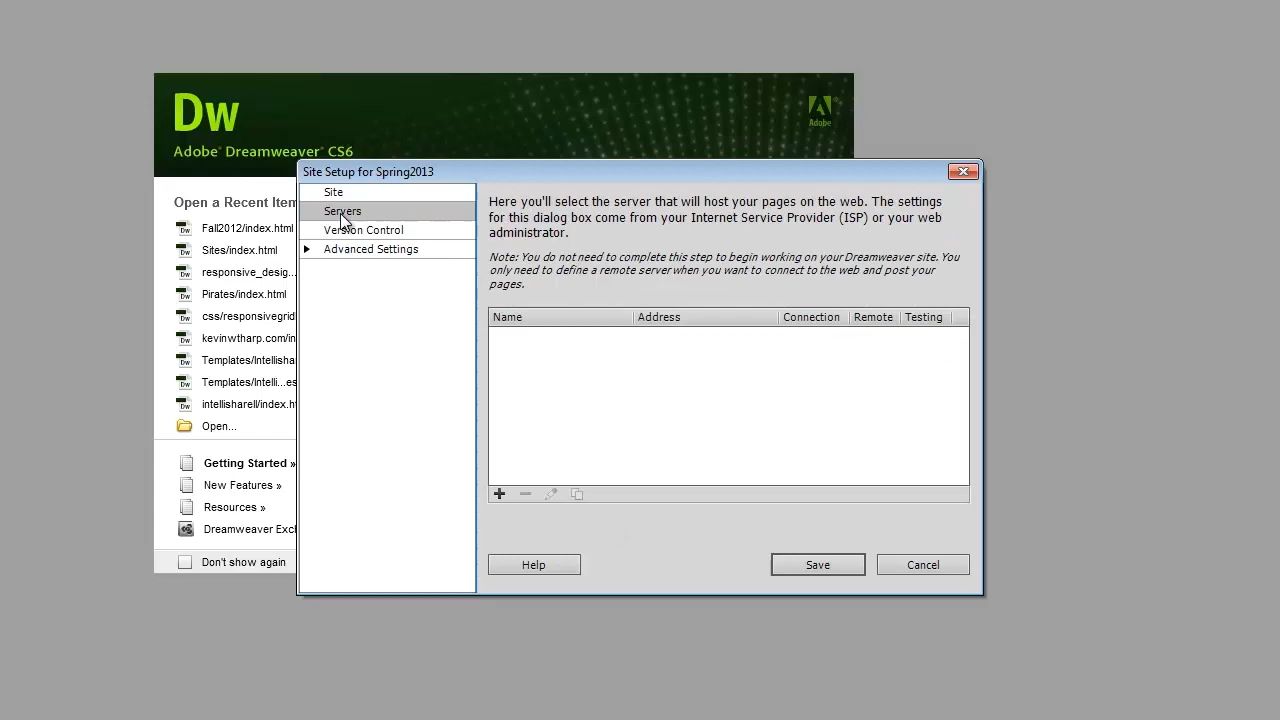 Dw
Adobe® Dreamweaver® CS6
Adobe
Site Setup for Spring2013
Open a Recent Item
Fall2012/index.html
Sites/index.html
responsive_desig...
Pirates/index.html
css/responsivegrid
kevinwtharp.com/in
Templates/Intellisha
Templates/Intelli...es
intellisharell/index.ht
Open...
Getting Started »
New Features »
Resources »
Dreamweaver Exc
Don't show again
Site
Servers
Version Control
Advanced Settings
Here you'll select the server that will host your pages on the web. The settings
for this dialog box come from your Internet Service Provider (ISP) or your web
administrator.
Note: You do not need to complete this step to begin working on your Dreamweaver site. You
only need to define a remote server when you want to connect to the web and post your
pages.
Name Address Connection Remote Testing
Help Save Cancel